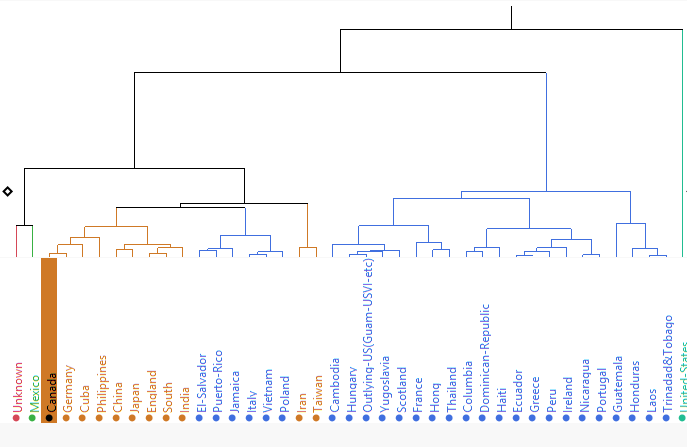 Unknown
Mexico
Canada
Germany
Cuba
Philippines
China
Japan
England
South
India
El-Salvador
Puerto-Rico
Jamaica
Italy
Vietnam
Poland
Iran
Taiwan
Cambodia
Hungary
Outlying-US(Guam-USVI-etc)
Yugoslavia
Scotland
France
Hong
Thailand
Columbia
Dominican-Republic
Haiti
Ecuador
Greece
Peru
Ireland
Nicaragua
Portugal
Guatemala
Honduras
Laos
Trinadad&Tobago
United-States